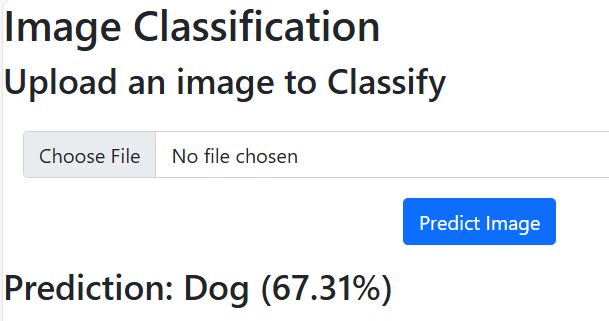 Image Classification
Upload an image to Classify
Choose File No file chosen
Predict Image
Prediction: Dog (67.31%)